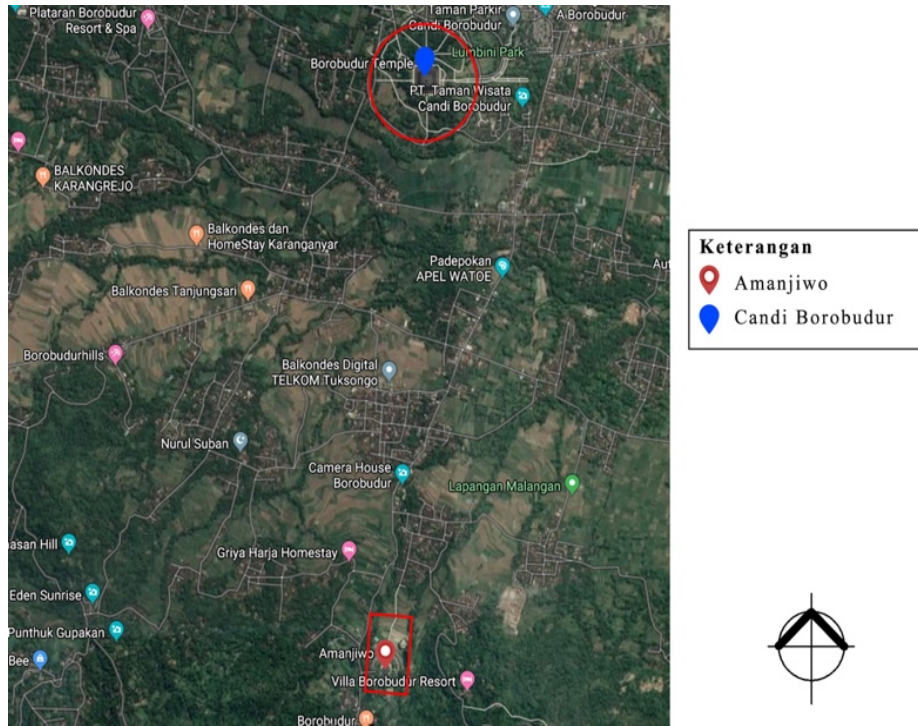 Plataran Borobudur
Resort & Spa
Taman Parkir
Candi Borobudur
A.Borobudur
Lumbini Park
Borobudur Temple
PT. Taman Wisata
Candi Borobudur
BALKONDES
KARANGREJO
Balkondes dan
HomeStay Karanganyar
Padepokan
APEL WATOE
Aut
Balkondes Tanjungsari
Borobudurhills
Balkondes Digital
TELKOM Tuksongo
Nurul Suban
Camera House
Borobudur
Lapangan Malangan
Griya Harja Homestay
nasan Hill
Eden Sunrise
Punthuk Gupakan
Bee
Amanjiwo
Villa Borobudur Resort
Borobudur
Keterangan
Amanjiwo
Candi Borobudur